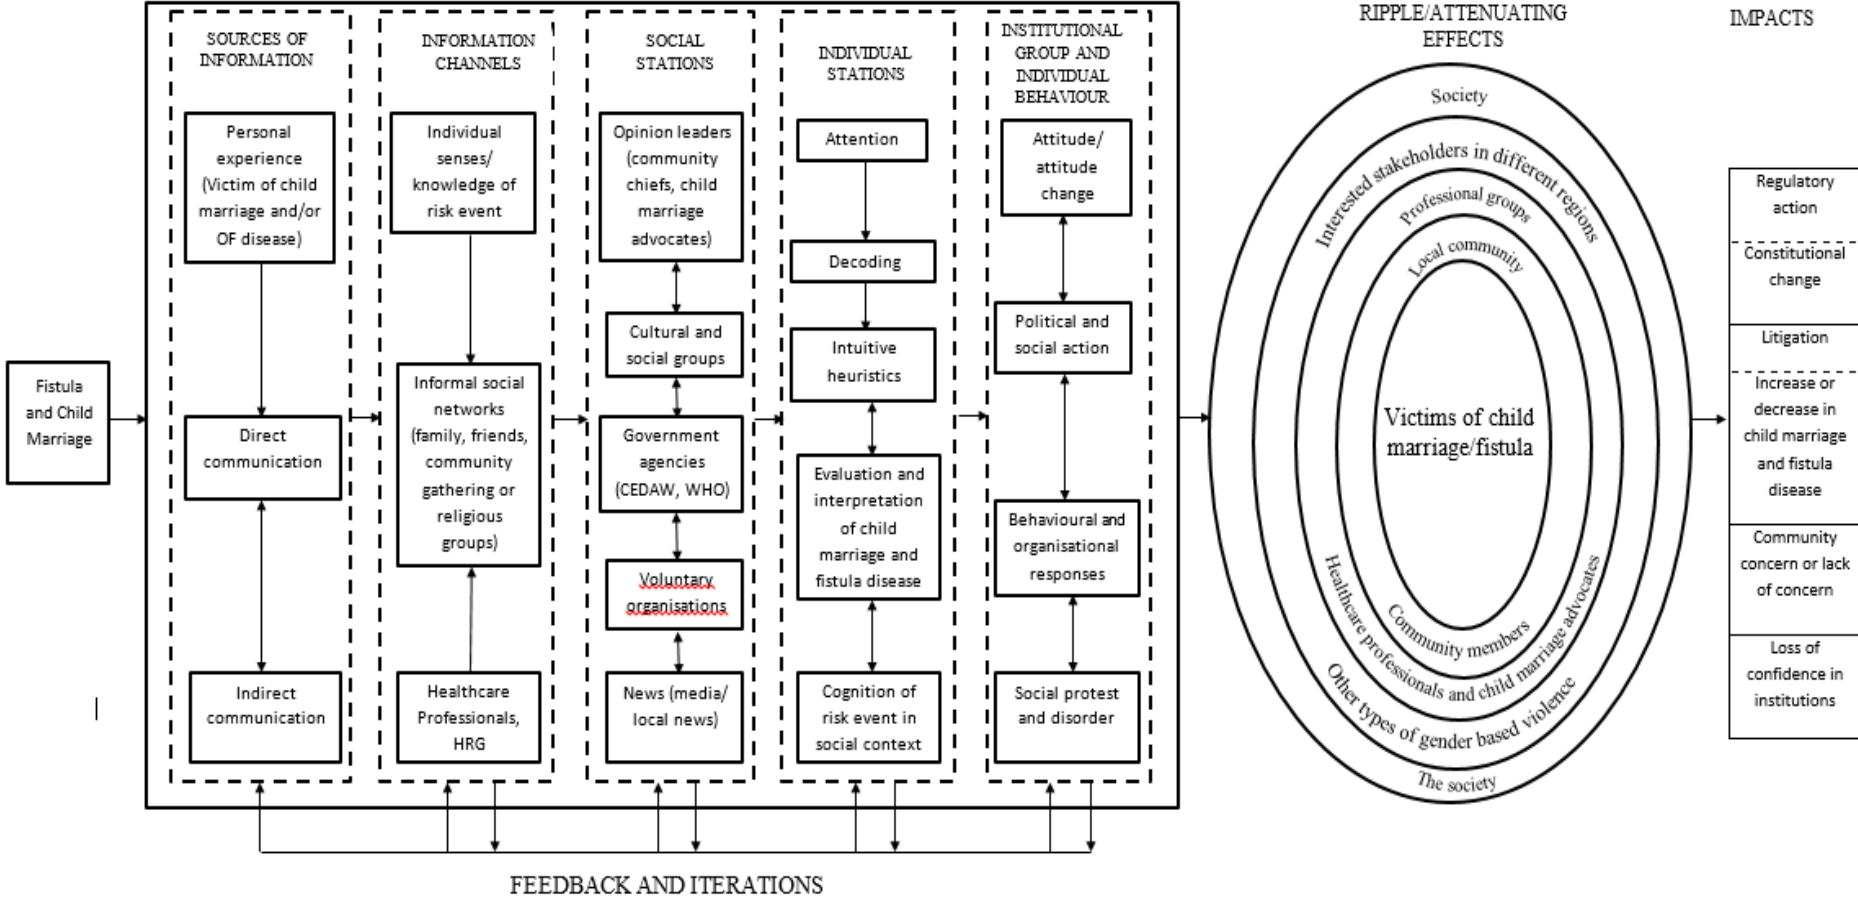 Fistula
and Child
Marriage
SOURCES OF
INFORMATION
Personal
experience
(Victim of child
marriage and/or
OF disease)
Direct
communication
Indirect
communication
INFORMATION
CHANNELS
Individual
senses/
knowledge of
risk event
Informal social
networks
(family, friends,
community
gathering or
religious
groups)
Healthcare
Professionals,
HRG
SOCIAL
STATIONS
Opinion leaders
(community
chiefs, child
marriage
advocates)
Cultural and
social groups
Government
agencies
(CEDAW, WHO)
Voluntary
organisations
News (media/
local news)
INDIVIDUAL
STATIONS
Attention
Decoding
Intuitive
heuristics
Evaluation and
interpretation
of child
marriage and
fistula disease
Cognition of
risk event in
social context
INSTITUTIONAL
GROUP AND
INDIVIDUAL
BEHAVIOUR
Attitude/
attitude
change
Political and
social action
Behavioural and
organisational
responses
Social protest
and disorder
FEEDBACK AND ITERATIONS
RIPPLE/ATTENUATING
EFFECTS
Society
Interested stakeholders in different regions
Professional groups
Local community
Victims of child
marriage/fistula
Community members
Healthcare professionals and child marriage advocates
Other types of gender based violence
The society
IMPACTS
Regulatory
action
Constitutional
change
Litigation
Increase or
decrease in
child marriage
and fistula
disease
Community
concern or lack
of concern
Loss of
confidence in
institutions